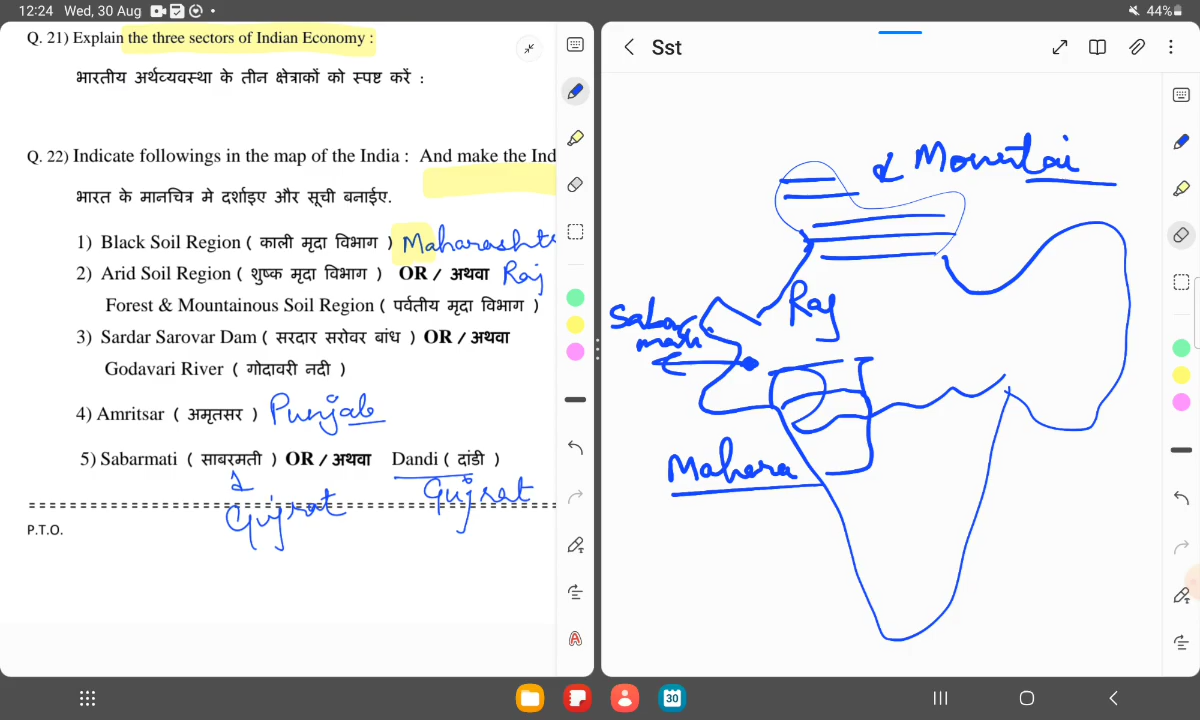 12:24 Wed, 30 Aug
44%
Q. 21) Explain the three sectors of Indian Economy :
भारतीय अर्थव्यवस्था के तीन क्षेत्राकों को स्पष्ट करें :
Q. 22) Indicate followings in the map of the India : And make the Ind
भारत के मानचित्र मे दर्शाइए और सूची बनाईए.
1) Black Soil Region ( काली मृदा विभाग ) Maharasht
2) Arid Soil Region ( शुष्क मृदा विभाग ) OR / अथवा Raj
Forest & Mountainous Soil Region ( पर्वतीय मृदा विभाग )
3) Sardar Sarovar Dam ( सरदार सरोवर बांध ) OR / अथवा
Godavari River ( गोदावरी नदी )
4) Amritsar ( अमृतसर ) Punjab
5) Sabarmati ( साबरमती ) OR / अथवा Dandi ( दांडी )
Gujrat Gujrat
P.T.O.
Sst
Mountai
Raj
Sabar
mati
Mahara
30